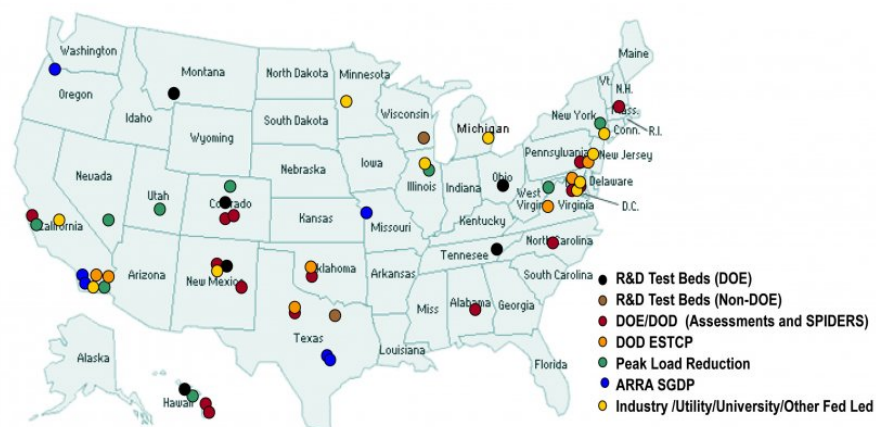 Washington
Maine
Montana
North Dakota
Minnesota
Vt.
N.H.
Oregon
Idaho
South Dakota
Wisconsin
Michigan
New York
Mass.
Conn.
R.I.
Wyoming
Iowa
Pennsylvania
New Jersey
Nevada
Utah
Colorado
Nebraska
Illinois
Indiana
Ohio
West
Virginia
Virginia
Delaware
D.C.
California
Kansas
Missouri
Kentucky
Arizona
New Mexico
Oklahoma
Arkansas
Tennesee
North Carolina
South Carolina
Texas
Louisiana
Miss
Alabama
Georgia
Florida
Alaska
Hawaii
R&D Test Beds (DOE)
R&D Test Beds (Non-DOE)
DOE/DOD (Assessments and SPIDERS)
DOD ESTCP
Peak Load Reduction
ARRA SGDP
Industry /Utility/University/Other Fed Led